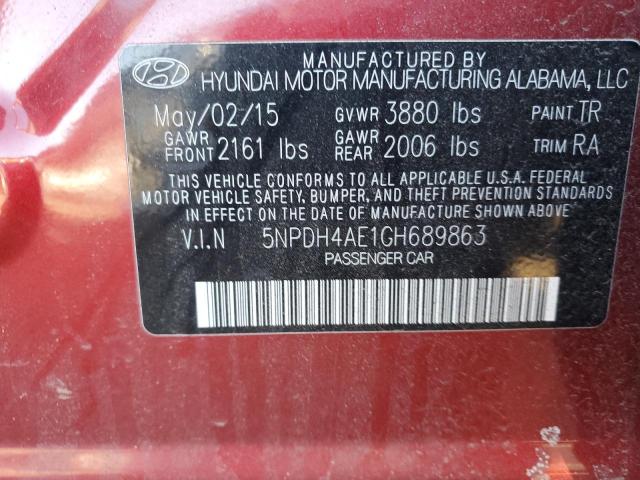 MANUFACTURED BY
HYUNDAI MOTOR MANUFACTURING ALABAMA, LLC
May/02/15 GVWR 3880 lbs PAINT TR
GAWR FRONT 2161 lbs GAWR REAR 2006 lbs TRIM RA
THIS VEHICLE CONFORMS TO ALL APPLICABLE U.S.A. FEDERAL
MOTOR VEHICLE SAFETY, BUMPER, AND THEFT PREVENTION STANDARDS
IN EFFECT ON THE DATE OF MANUFACTURE SHOWN ABOVE.
V.I.N 5NPDH4AE1GH689863
PASSENGER CAR